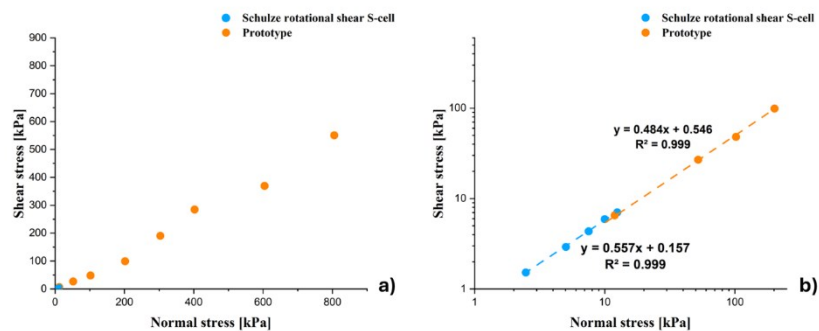 Schulze rotational shear S-cell
Prototype
900
800
700
600
500
400
300
200
100
0
Shear stress [kPa]
0
200
400
600
800
Normal stress [kPa]
a)
Schulze rotational shear S-cell
Prototype
100
10
1
Shear stress [kPa]
y = 0.484x + 0.546
R² = 0.999
y = 0.557x + 0.157
R² = 0.999
1
10
100
Normal stress [kPa]
b)